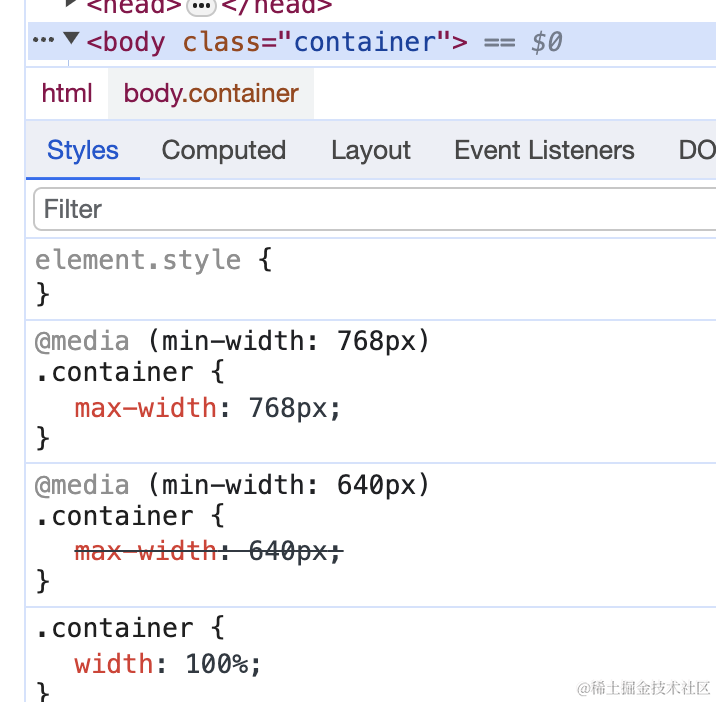 <head> ••• </head>
••• ▼ <body class="container"> == $0
html body.container
Styles Computed Layout Event Listeners DO
Filter
element.style {
}
@media (min-width: 768px)
.container {
max-width: 768px;
}
@media (min-width: 640px)
.container {
max-width: 640px;
}
.container {
width: 100%;
}
@稀土掘金技术社区